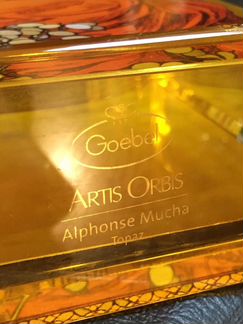 Goebel
ARTIS ORBIS
Alphonse Mucha
Topaz